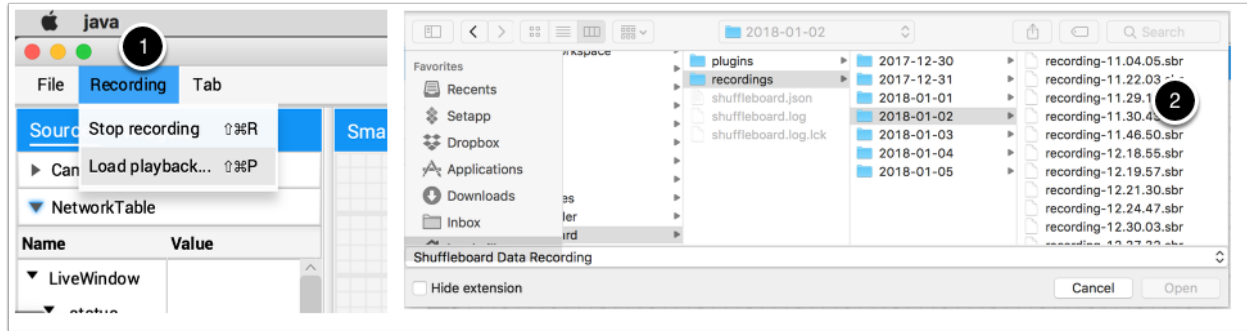 java
1
File Recording Tab
Stop recording ⇧⌘R
Load playback... ⇧⌘P
Sma
NetworkTable
Name Value
LiveWindow
2018-01-02
Search
Favorites
Recents
Setapp
Dropbox
Applications
Downloads
Inbox
plugins
recordings
shuffleboard.json
shuffleboard.log
shuffleboard.log.lck
2017-12-30
2017-12-31
2018-01-01
2018-01-02
2018-01-03
2018-01-04
2018-01-05
recording-11.04.05.sbr
recording-11.22.03
recording-11.29.1
2
recording-11.30.4
recording-11.46.50.sbr
recording-12.18.55.sbr
recording-12.19.57.sbr
recording-12.21.30.sbr
recording-12.24.47.sbr
recording-12.30.03.sbr
Shuffleboard Data Recording
Hide extension
Cancel Open